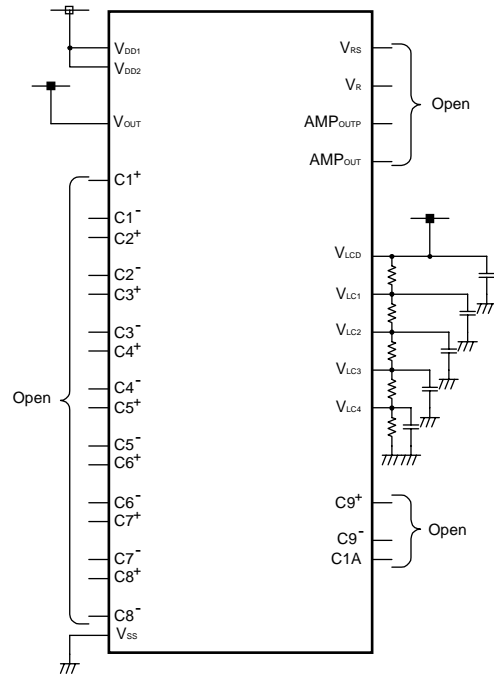 VDD1
VDD2
VOUT
C1+
C1-
C2+
C2-
C3+
C3-
C4+
C4-
C5+
C5-
C6+
C6-
C7+
C7-
C8+
C8-
VSS
Open
VRS
VR
AMPOUTP
AMPOUT
Open
VLCD
VLC1
VLC2
VLC3
VLC4
C9+
C9-
C1A
Open